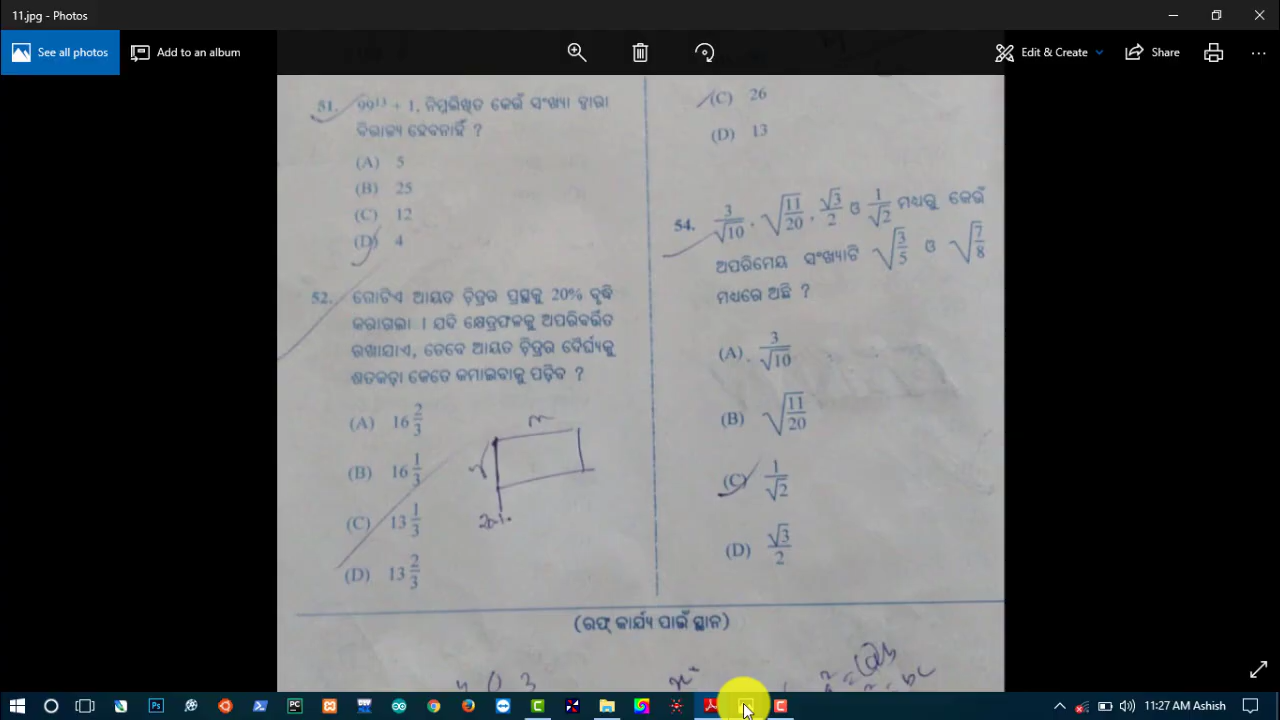 11.jpg - Photos
See all photos
Add to an album
Edit & Create
Share
51. 99¹³ + 1, ନିମ୍ନଲିଖିତ କେଉଁ ସଂଖ୍ୟା ଦ୍ୱାରା
ବିଭାଜ୍ୟ ହେବନାହିଁ ?
(A) 5
(B) 25
(C) 12
(D) 4
52. ଗୋଟିଏ ଆୟତ ଚିତ୍ରର ପ୍ରସ୍ଥକୁ 20% ବୃଦ୍ଧି
କରାଗଲା । ଯଦି କ୍ଷେତ୍ରଫଳକୁ ଅପରିବର୍ତ୍ତିତ
ରଖାଯାଏ, ତେବେ ଆୟତ ଚିତ୍ରର ଦୈର୍ଘ୍ୟକୁ
ଶତକଡ଼ା କେତେ କମାଇବାକୁ ପଡ଼ିବ ?
(A) 16 2/3
(B) 16 1/3
(C) 13 1/3
(D) 13 2/3
20%
(C) 26
(D) 13
54. 3/√10, √11/20, √3/2 ଓ 1/√2 ମଧ୍ୟରୁ କେଉଁ
ଅପରିମେୟ ସଂଖ୍ୟାଟି √3/5 ଓ √7/8
ମଧ୍ୟରେ ଅଛି ?
(A) 3/√10
(B) √11/20
(C) 1/√2
(D) √3/2
(ରଫ୍ କାର୍ଯ୍ୟ ପାଇଁ ସ୍ଥାନ)
11:27 AM Ashish